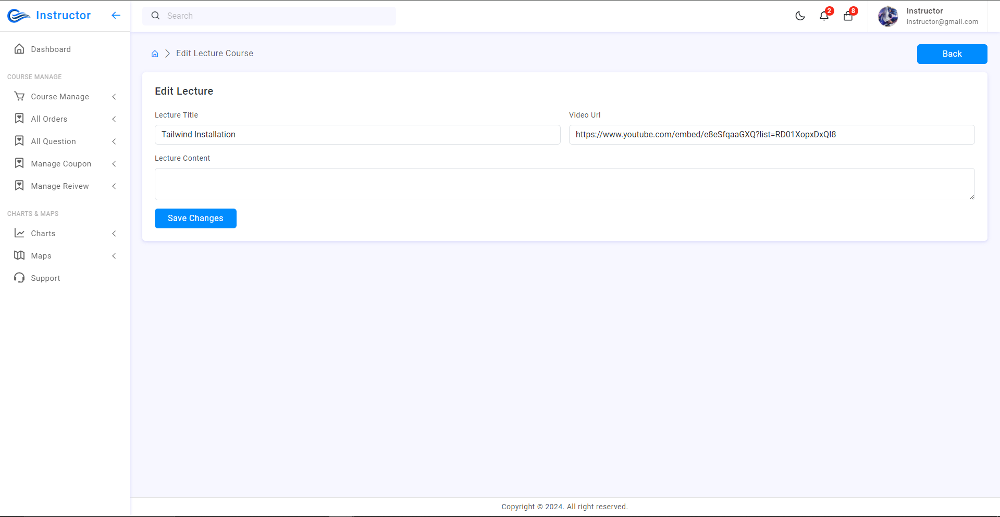 Instructor
Search
2
8
Instructor
instructor@gmail.com
Dashboard
COURSE MANAGE
Course Manage
All Orders
All Question
Manage Coupon
Manage Reivew
CHARTS & MAPS
Charts
Maps
Support
Edit Lecture Course
Back
Edit Lecture
Lecture Title
Video Url
Tailwind Installation
https://www.youtube.com/embed/e8eSfqaaGXQ?list=RD01XopxDxQI8
Lecture Content
Save Changes
Copyright © 2024. All right reserved.